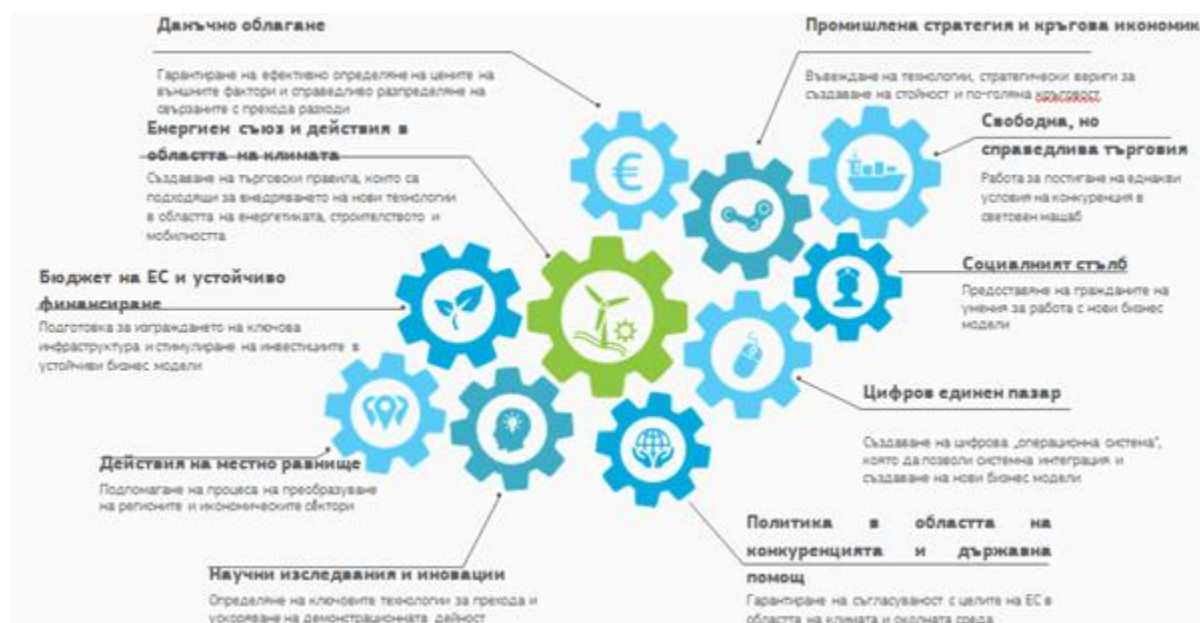 Данъчно облагане
Гарантиране на ефективно определяне на цените на
външните фактори и справедливо разпределяне на
свързаните с прехода разходи
Енергиен съюз и действия в
областта на климата
Създаване на търговски правила, които са
подходящи за внедряването на нови технологии
в областта на енергетиката, строителството и
мобилността
Бюджет на ЕС и устойчиво
финансиране
Подготовка за изграждането на ключова
инфраструктура и стимулиране на инвестициите в
устойчиви бизнес модели
Действия на местно равнище
Подпомагане на процеса на преобразуване
на регионите и икономическите сектори
Научни изследвания и иновации
Определяне на ключовите технологии за прехода и
ускоряване на демонстрационната дейност
Промишлена стратегия и кръгова икономик
Въвеждане на технологии, стратегически вериги за
създаване на стойност и по-голяма кръговост
Свободна, но
справедлива търговия
Работа за постигане на еднакви
условия на конкуренция в
световен мащаб
Социалният стълб
Предоставяне на гражданите на
умения за работа с нови бизнес
модели
Цифров единен пазар
Създаване на цифрова „операционна система“,
която да позволи системна интеграция и
създаване на нови бизнес модели
Политика в областта на
конкуренцията и държавна
помощ
Гарантиране на съгласуваност с целите на ЕС в
областта на климата и околната среда
€